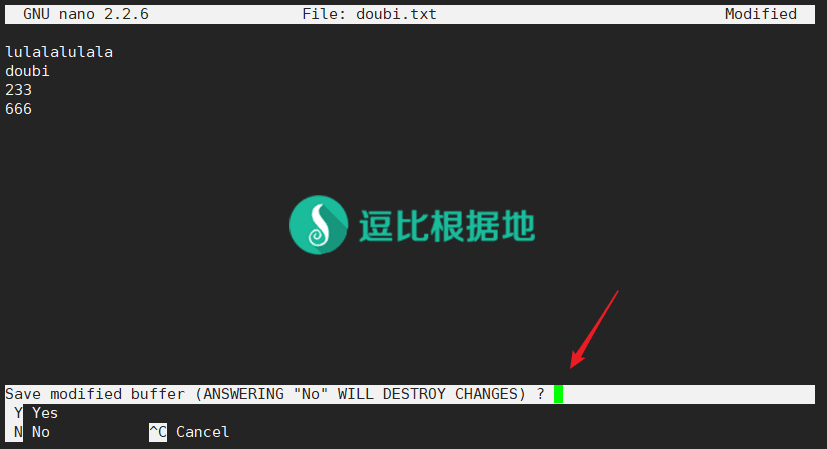 GNU nano 2.2.6 File: doubi.txt Modified
lulalalulala
doubi
233
666
逗比根据地
Save modified buffer (ANSWERING "No" WILL DESTROY CHANGES) ?
Y Yes
N No ^C Cancel